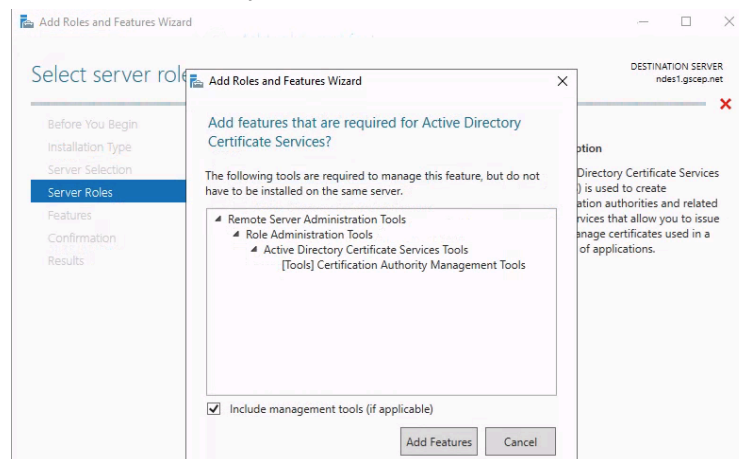 Add Roles and Features Wizard
Select server role
DESTINATION SERVER
ndes1.gscep.net
Before You Begin
Installation Type
Server Selection
Server Roles
Features
Confirmation
Results
Add Roles and Features Wizard
Add features that are required for Active Directory
Certificate Services?
The following tools are required to manage this feature, but do not
have to be installed on the same server.
Remote Server Administration Tools
Role Administration Tools
Active Directory Certificate Services Tools
[Tools] Certification Authority Management Tools
Include management tools (if applicable)
Add Features
Cancel
Directory Certificate Services
) is used to create
authorities and related
that allow you to issue
certificates used in a
of applications.